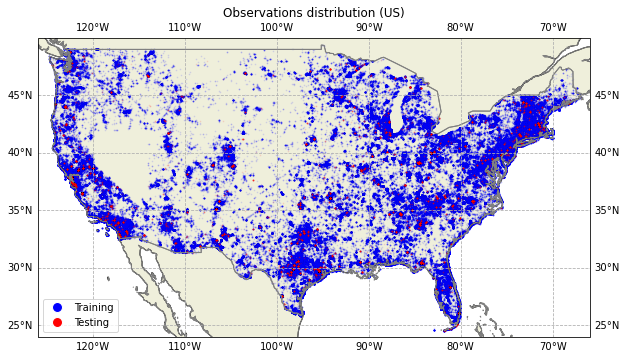 Observations distribution (US)
120°W 110°W 100°W 90°W 80°W 70°W
45°N 45°N
40°N 40°N
35°N 35°N
30°N 30°N
25°N 25°N
Training
Testing
120°W 110°W 100°W 90°W 80°W 70°W